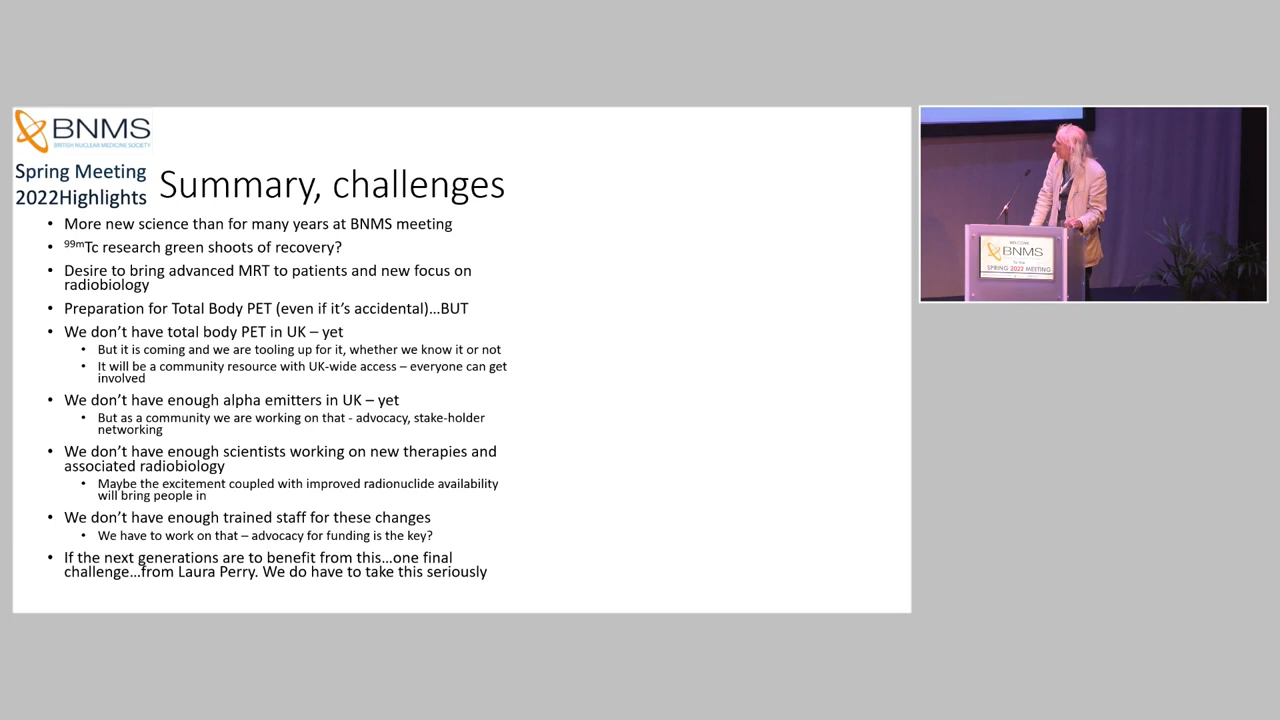 BNMS
BRITISH NUCLEAR MEDICINE SOCIETY
Spring Meeting
2022Highlights
Summary, challenges
• More new science than for many years at BNMS meeting
• ⁹⁹ᵐTc research green shoots of recovery?
• Desire to bring advanced MRT to patients and new focus on
radiobiology
• Preparation for Total Body PET (even if it’s accidental)…BUT
• We don’t have total body PET in UK – yet
• But it is coming and we are tooling up for it, whether we know it or not
• It will be a community resource with UK-wide access – everyone can get
involved
• We don’t have enough alpha emitters in UK – yet
• But as a community we are working on that - advocacy, stake-holder
networking
• We don’t have enough scientists working on new therapies and
associated radiobiology
• Maybe the excitement coupled with improved radionuclide availability
will bring people in
• We don’t have enough trained staff for these changes
• We have to work on that – advocacy for funding is the key?
• If the next generations are to benefit from this…one final
challenge…from Laura Perry. We do have to take this seriously
WELCOME
BNMS
To the
SPRING 2022 MEETING